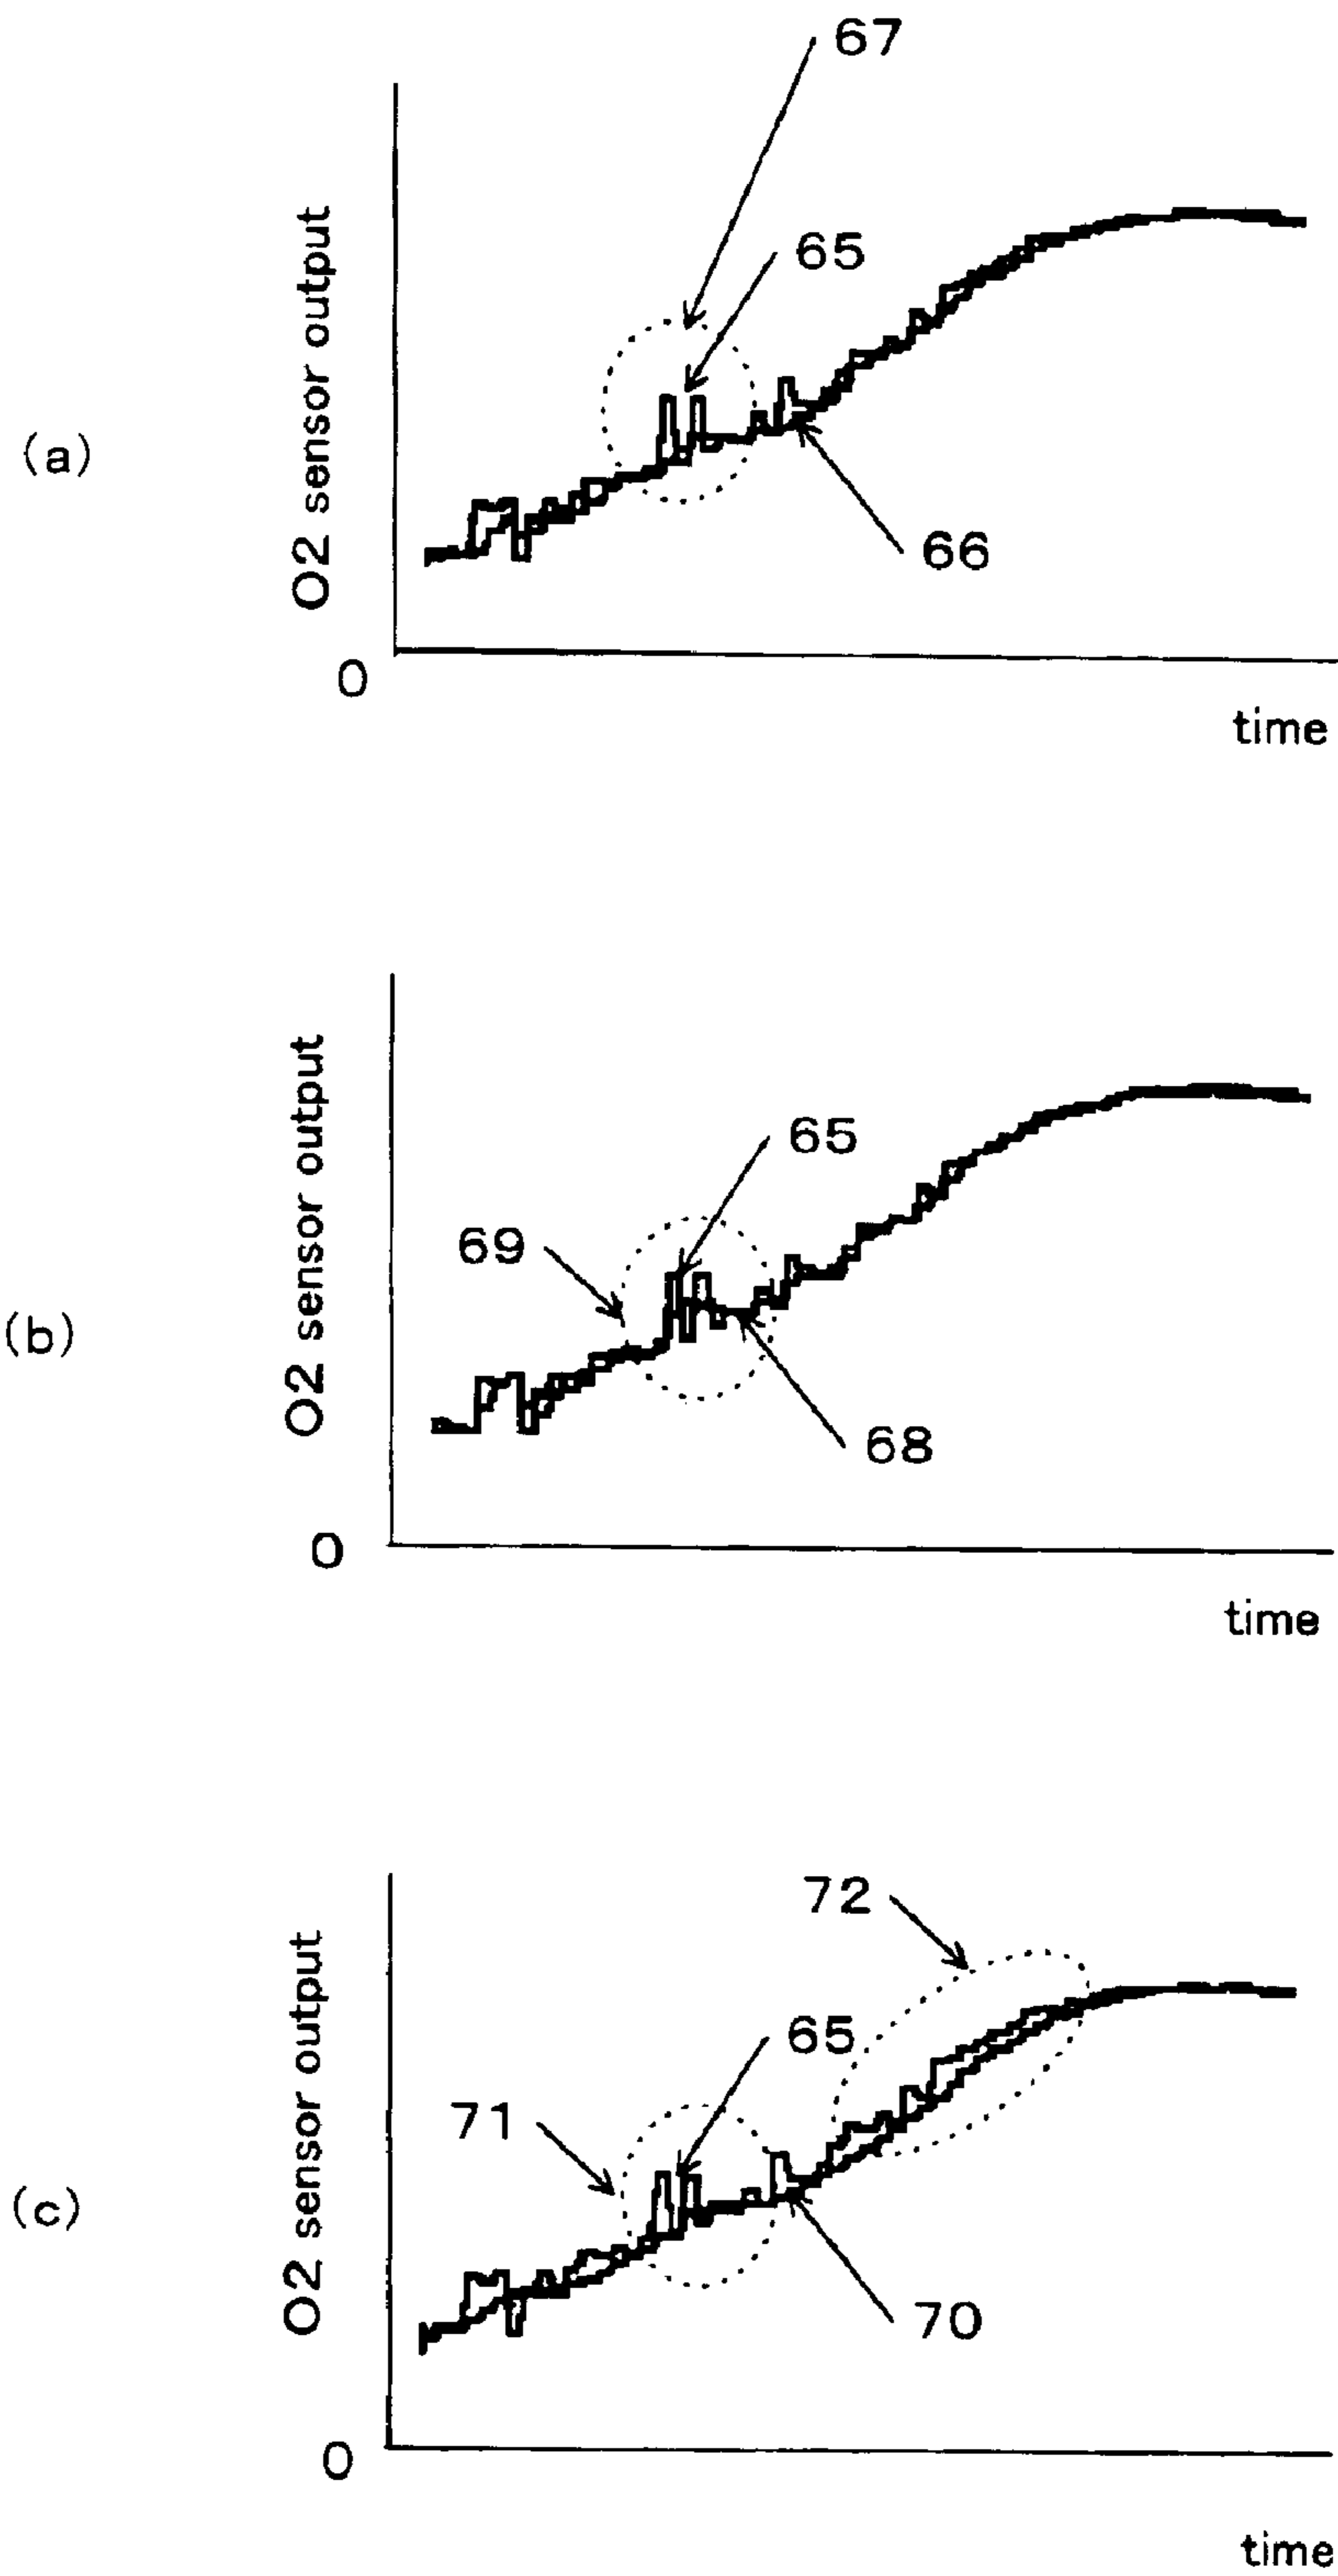 67
65
O2 sensor output
(a)
66
0
time
65
69
O2 sensor output
(b)
68
0
time
72
65
71
O2 sensor output
(c)
70
0
time